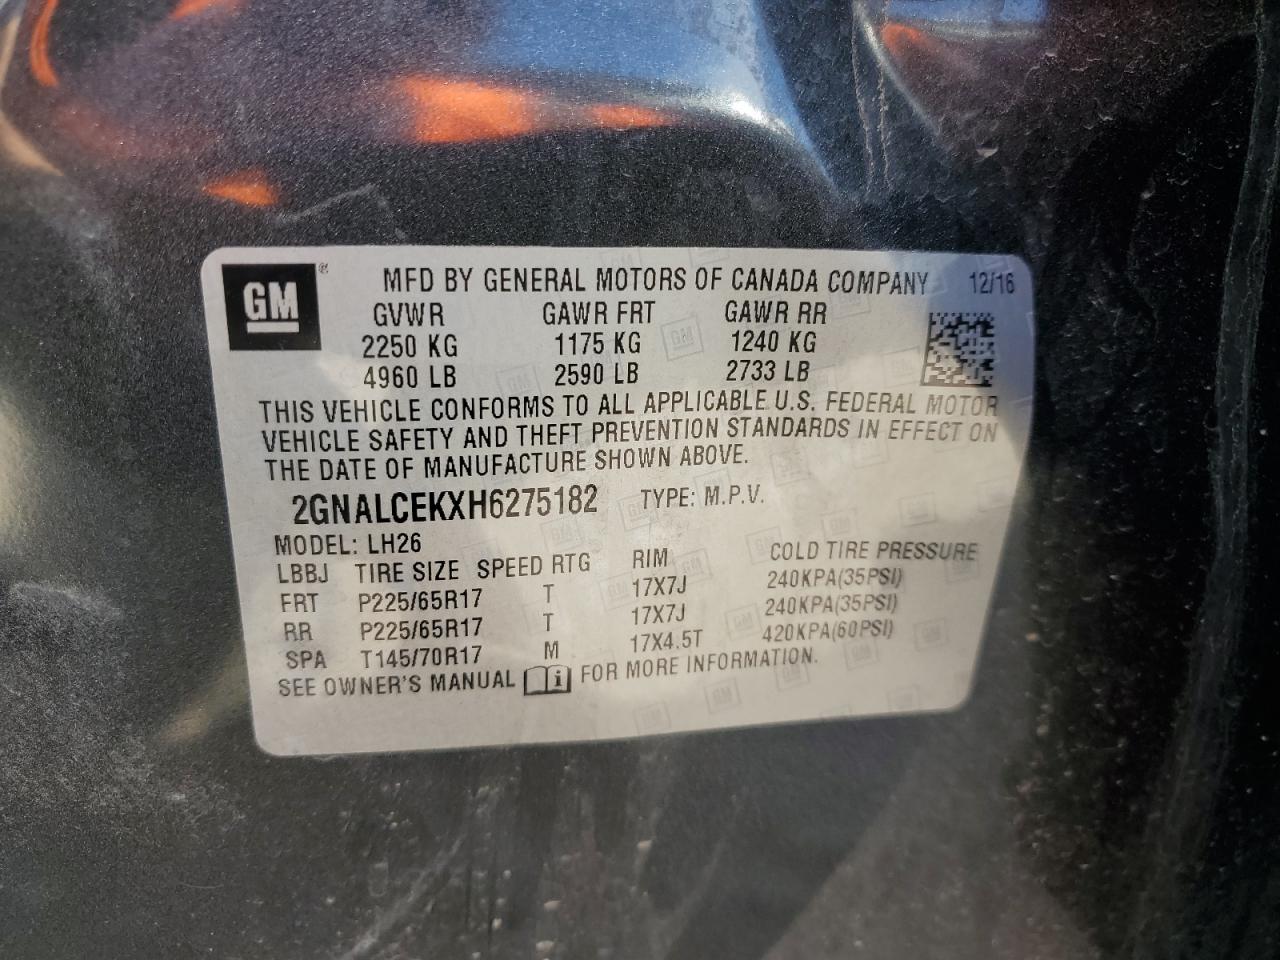 GM®
MFD BY GENERAL MOTORS OF CANADA COMPANY 12/16
GVWR GAWR FRT GAWR RR
2250 KG 1175 KG 1240 KG
4960 LB 2590 LB 2733 LB
THIS VEHICLE CONFORMS TO ALL APPLICABLE U.S. FEDERAL MOTOR
VEHICLE SAFETY AND THEFT PREVENTION STANDARDS IN EFFECT ON
THE DATE OF MANUFACTURE SHOWN ABOVE.
2GNALCEKXH6275182 TYPE: M.P.V.
MODEL: LH26
LBBJ TIRE SIZE SPEED RTG RIM COLD TIRE PRESSURE
FRT P225/65R17 T 17X7J 240KPA(35PSI)
RR P225/65R17 T 17X7J 240KPA(35PSI)
SPA T145/70R17 M 17X4.5T 420KPA(60PSI)
SEE OWNER'S MANUAL i FOR MORE INFORMATION.